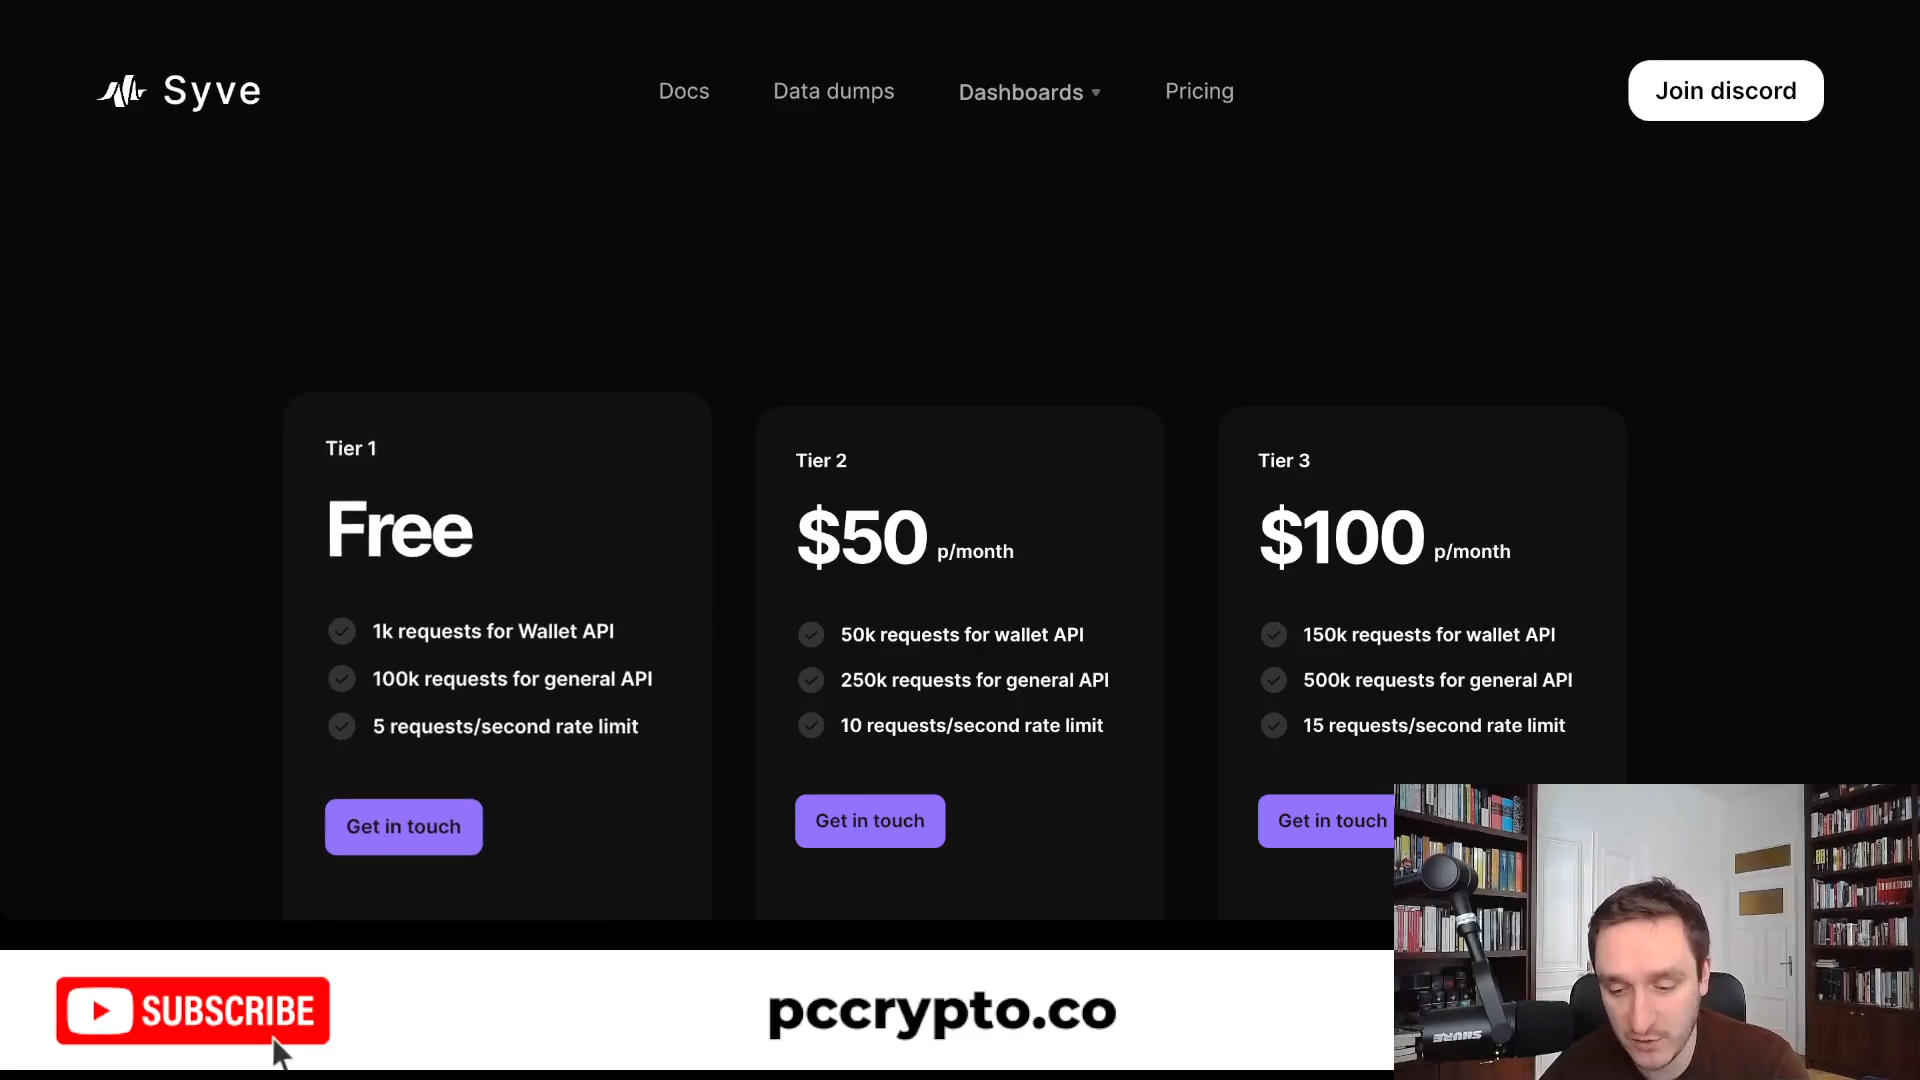 Syve
Docs
Data dumps
Dashboards
Pricing
Join discord
Tier 1
Free
1k requests for Wallet API
100k requests for general API
5 requests/second rate limit
Get in touch
Tier 2
$50 p/month
50k requests for wallet API
250k requests for general API
10 requests/second rate limit
Get in touch
Tier 3
$100 p/month
150k requests for wallet API
500k requests for general API
15 requests/second rate limit
Get in touch
SUBSCRIBE
pccrypto.co
SHURE